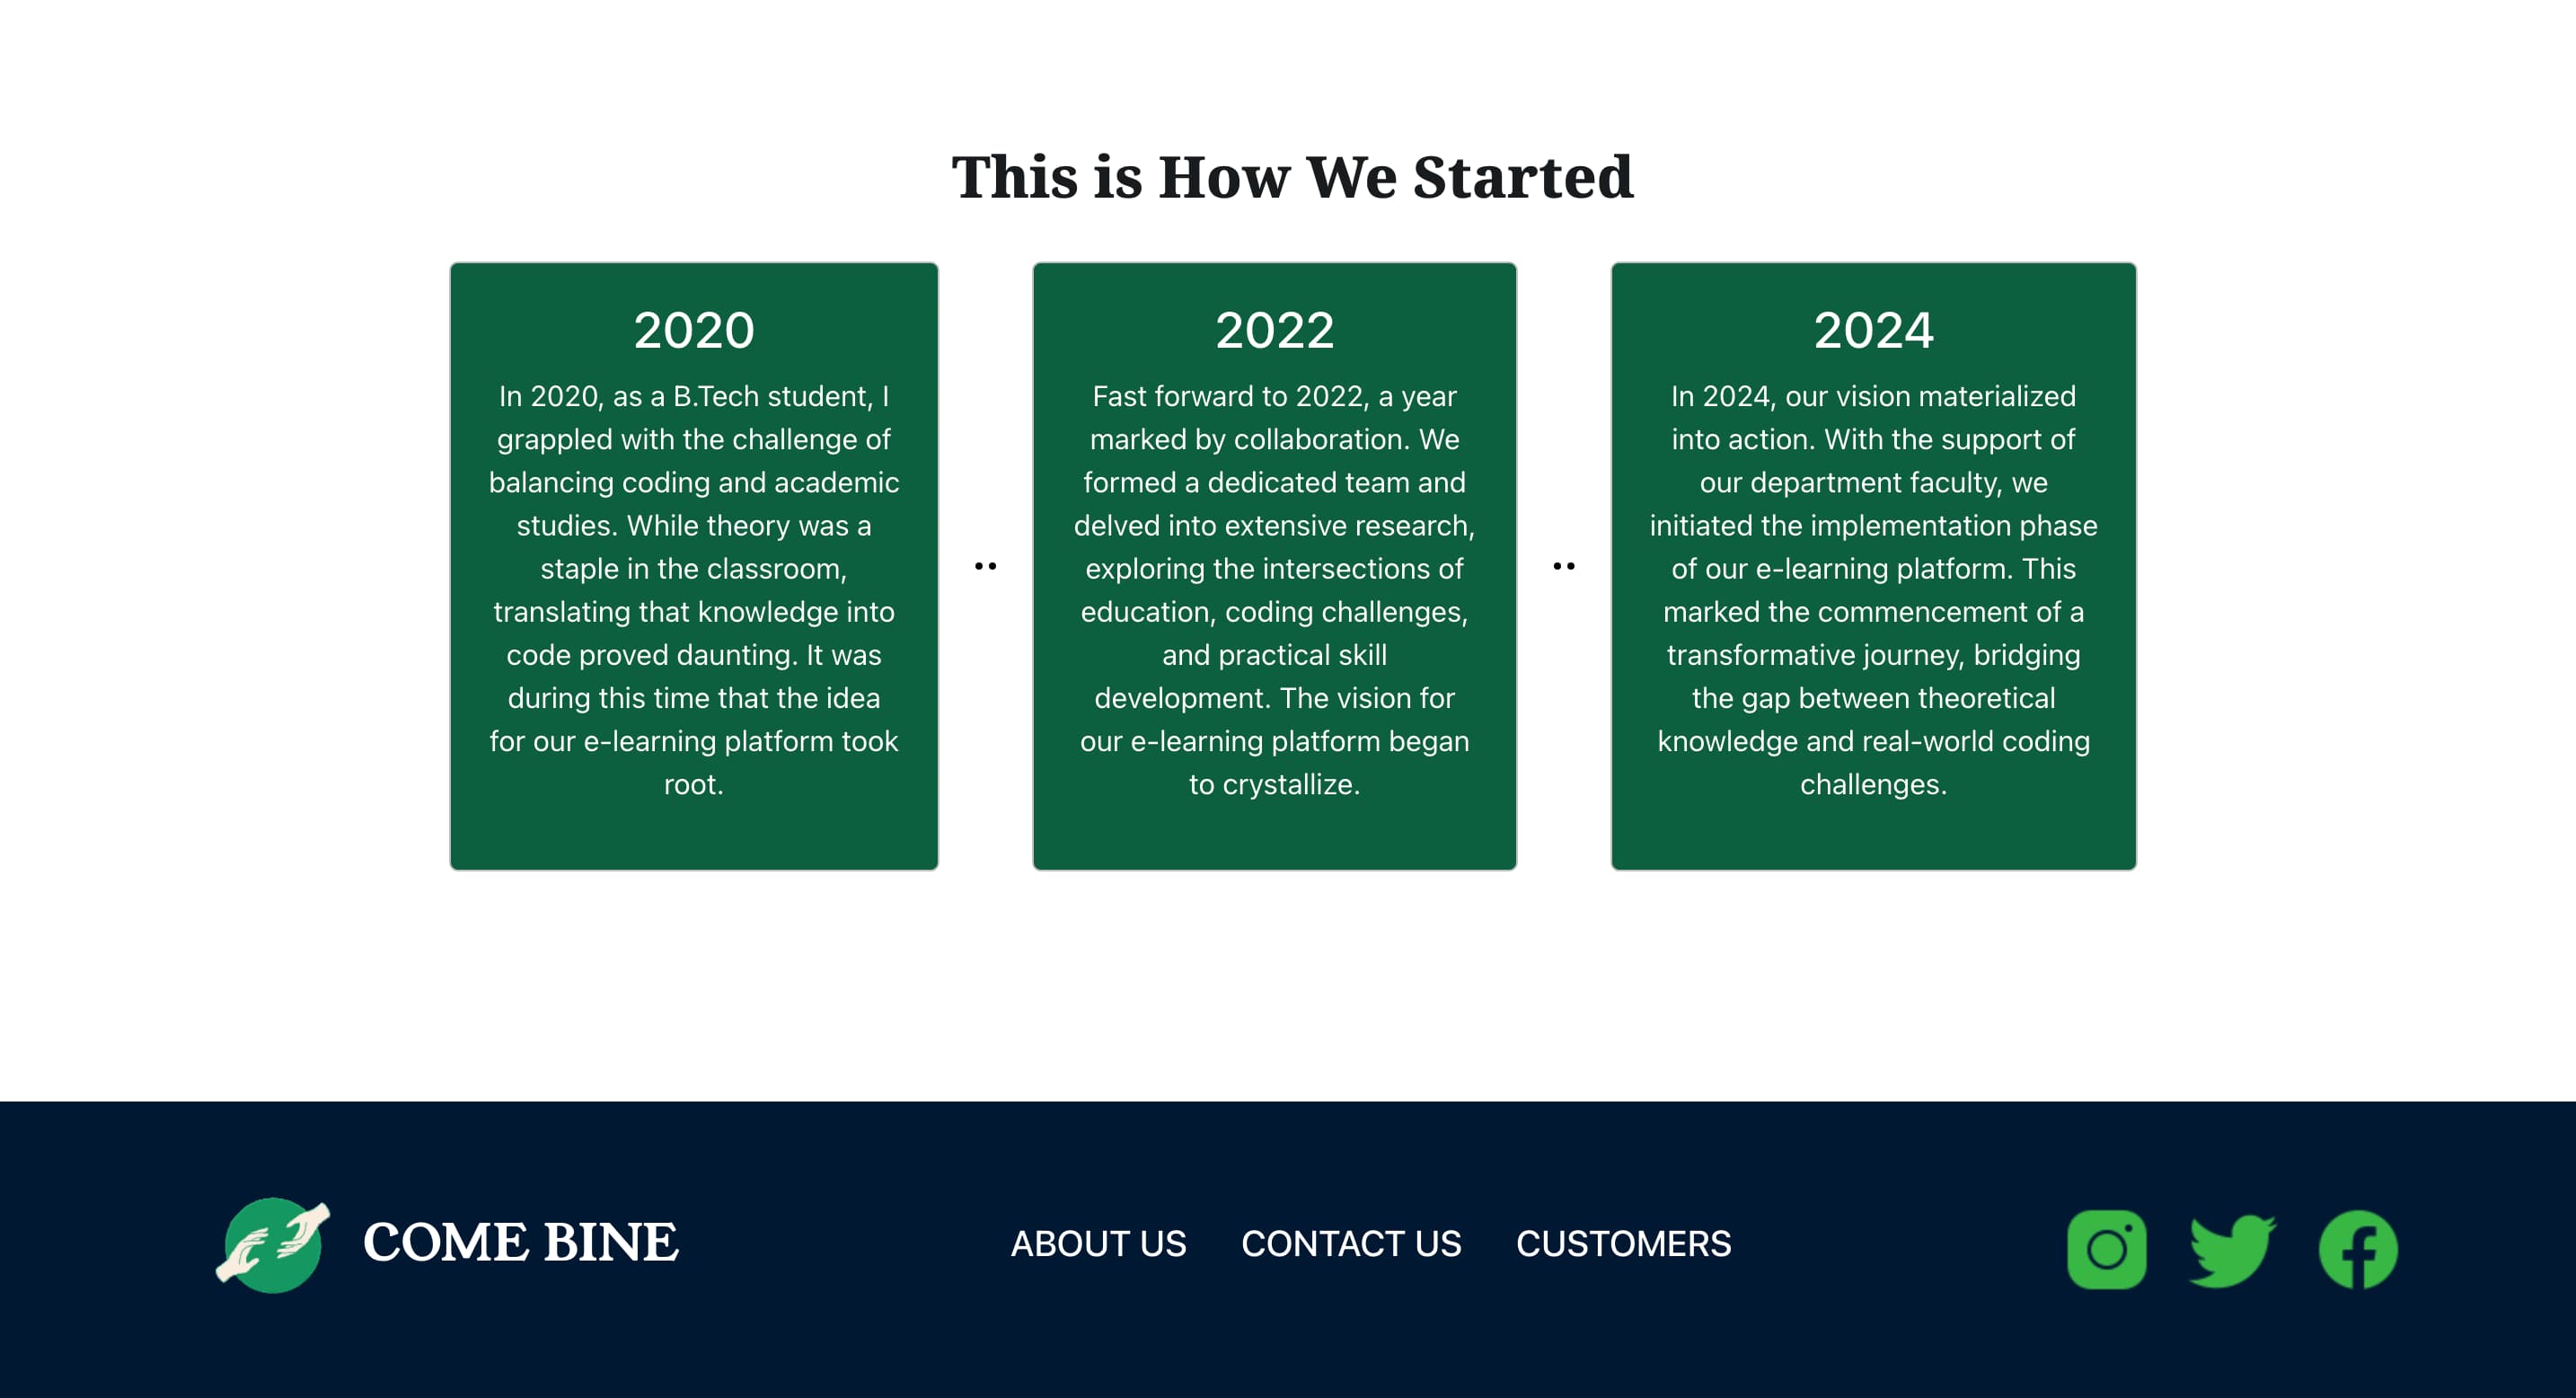 This is How We Started
2020
In 2020, as a B.Tech student, I
grappled with the challenge of
balancing coding and academic
studies. While theory was a
staple in the classroom,
translating that knowledge into
code proved daunting. It was
during this time that the idea
for our e-learning platform took
root.
..
2022
Fast forward to 2022, a year
marked by collaboration. We
formed a dedicated team and
delved into extensive research,
exploring the intersections of
education, coding challenges,
and practical skill
development. The vision for
our e-learning platform began
to crystallize.
..
2024
In 2024, our vision materialized
into action. With the support of
our department faculty, we
initiated the implementation phase
of our e-learning platform. This
marked the commencement of a
transformative journey, bridging
the gap between theoretical
knowledge and real-world coding
challenges.
COME BINE
ABOUT US CONTACT US CUSTOMERS